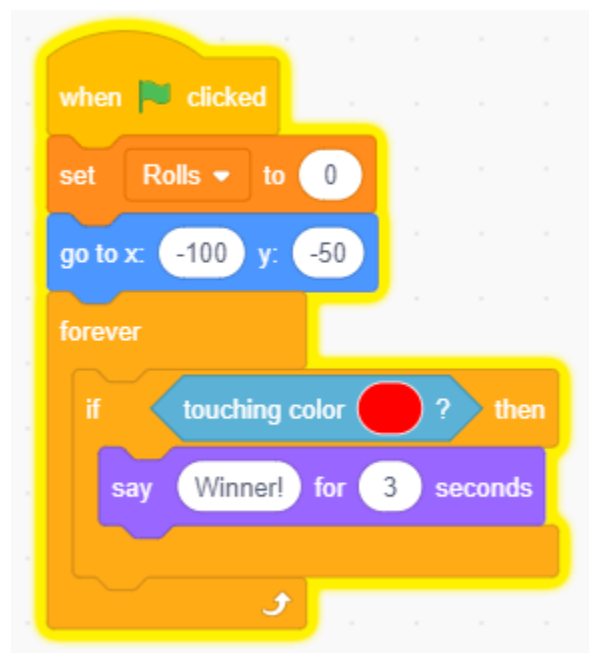 when clicked
set Rolls to 0
go to x: -100 y: -50
forever
if touching color ? then
say Winner! for 3 seconds